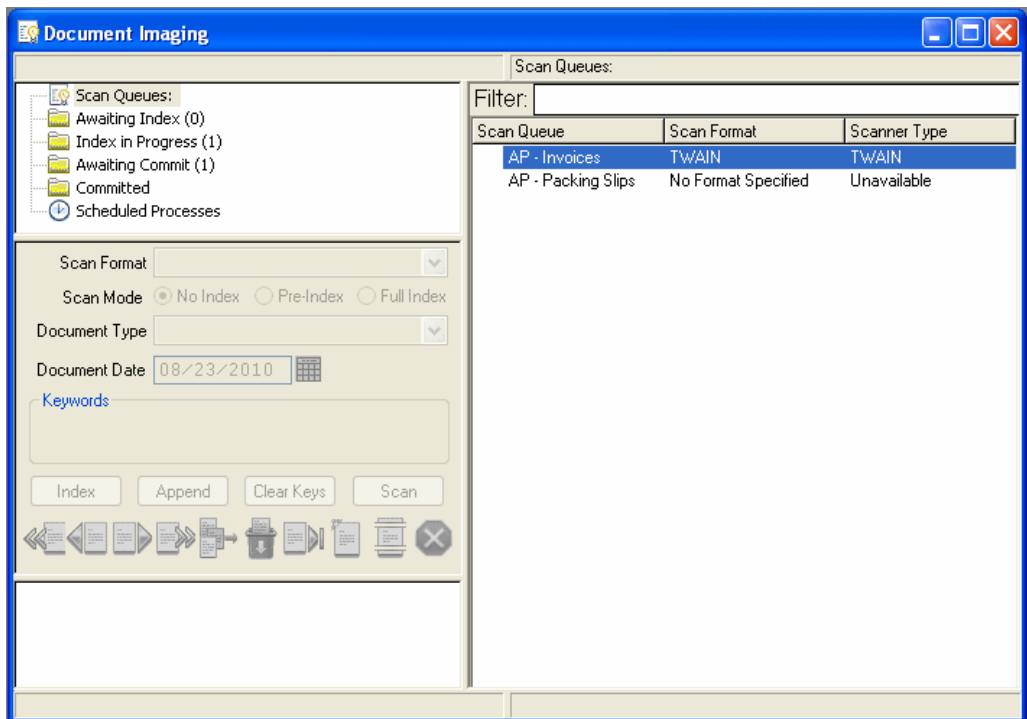 Document Imaging
Scan Queues:
Scan Queues:
Awaiting Index (0)
Index in Progress (1)
Awaiting Commit (1)
Committed
Scheduled Processes
Scan Format
Scan Mode No Index Pre-Index Full Index
Document Type
Document Date 08/23/2010
Keywords
Index Append Clear Keys Scan
Filter:
Scan Queue Scan Format Scanner Type
AP - Invoices TWAIN TWAIN
AP - Packing Slips No Format Specified Unavailable